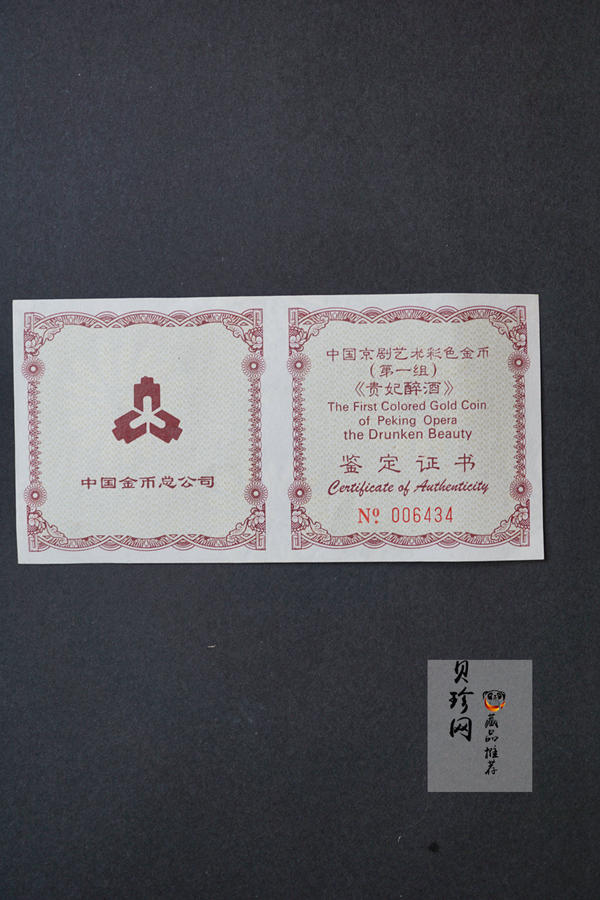 中国金币总公司
中国京剧艺术彩色金币
(第一组)
《贵妃醉酒》
The First Colored Gold Coin
of Peking Opera
the Drunken Beauty
鉴定证书
Certificate of Authenticity
Nº 006434
贝珍网
藏品推荐